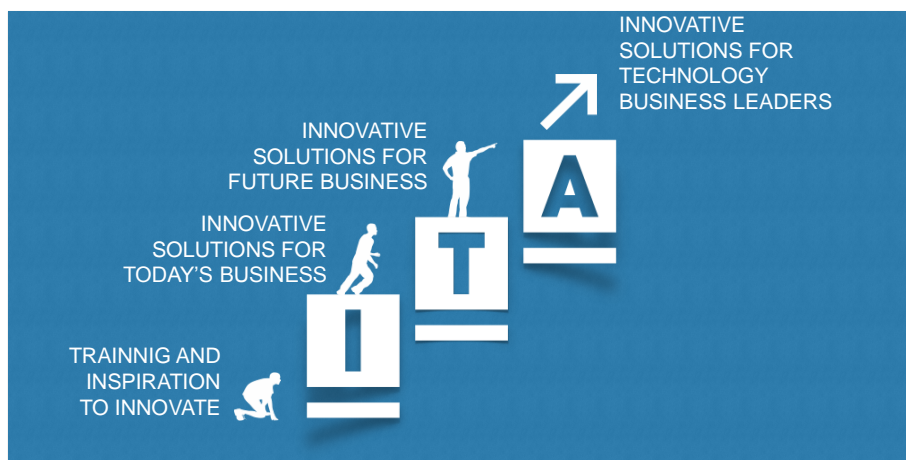 INNOVATIVE
SOLUTIONS FOR
TECHNOLOGY
BUSINESS LEADERS
INNOVATIVE
SOLUTIONS FOR
FUTURE BUSINESS
INNOVATIVE
SOLUTIONS FOR
TODAY'S BUSINESS
TRAINNIG AND
INSPIRATION
TO INNOVATE
I
T
A